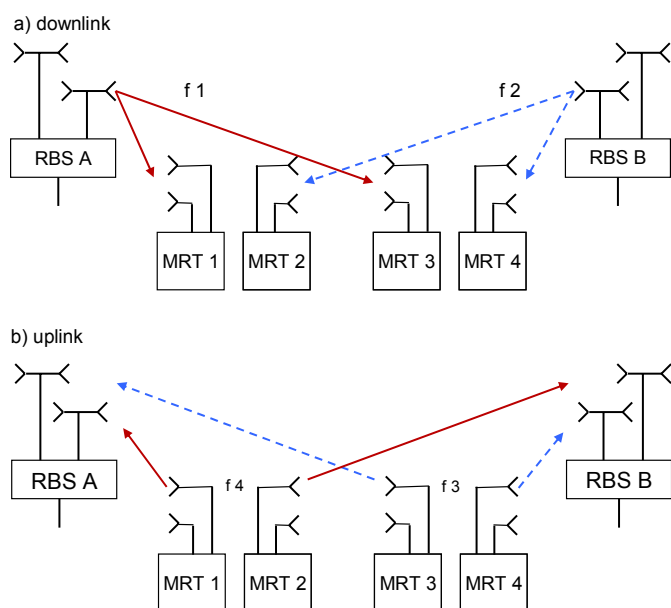 a) downlink
f 1
f 2
RBS A
RBS B
MRT 1
MRT 2
MRT 3
MRT 4
b) uplink
RBS A
RBS B
f 4
f 3
MRT 1
MRT 2
MRT 3
MRT 4